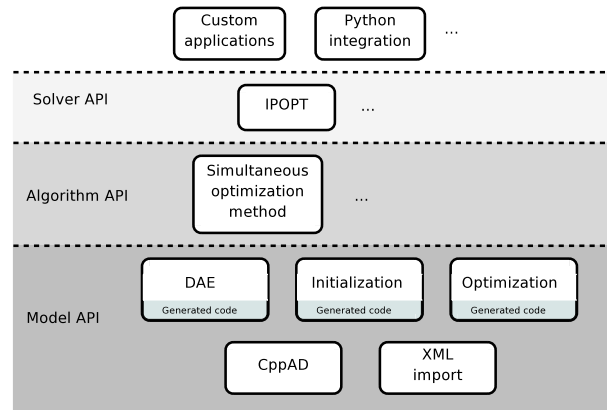 Custom
applications
Python
integration
...
Solver API
IPOPT
...
Algorithm API
Simultaneous
optimization
method
...
Model API
DAE
Generated code
Initialization
Generated code
Optimization
Generated code
CppAD
XML
import